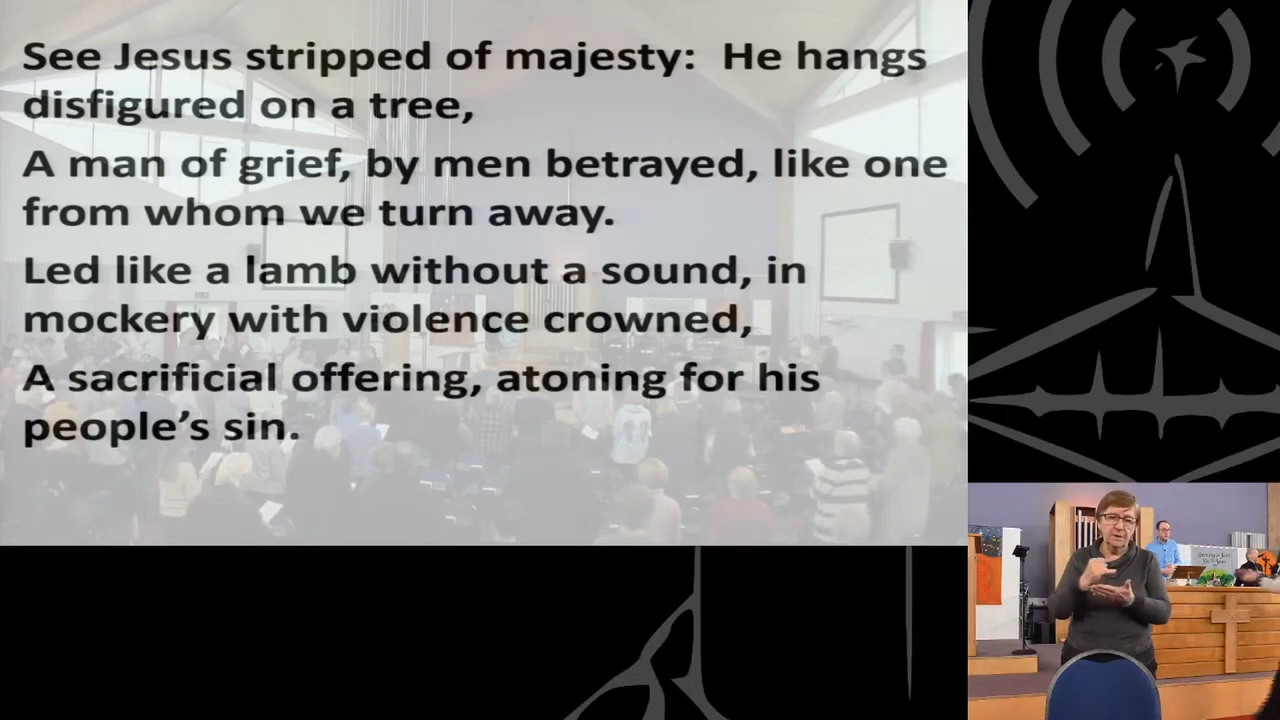 See Jesus stripped of majesty:  He hangs
disfigured on a tree,
A man of grief, by men betrayed, like one
from whom we turn away.
Led like a lamb without a sound, in
mockery with violence crowned,
A sacrificial offering, atoning for his
people’s sin.